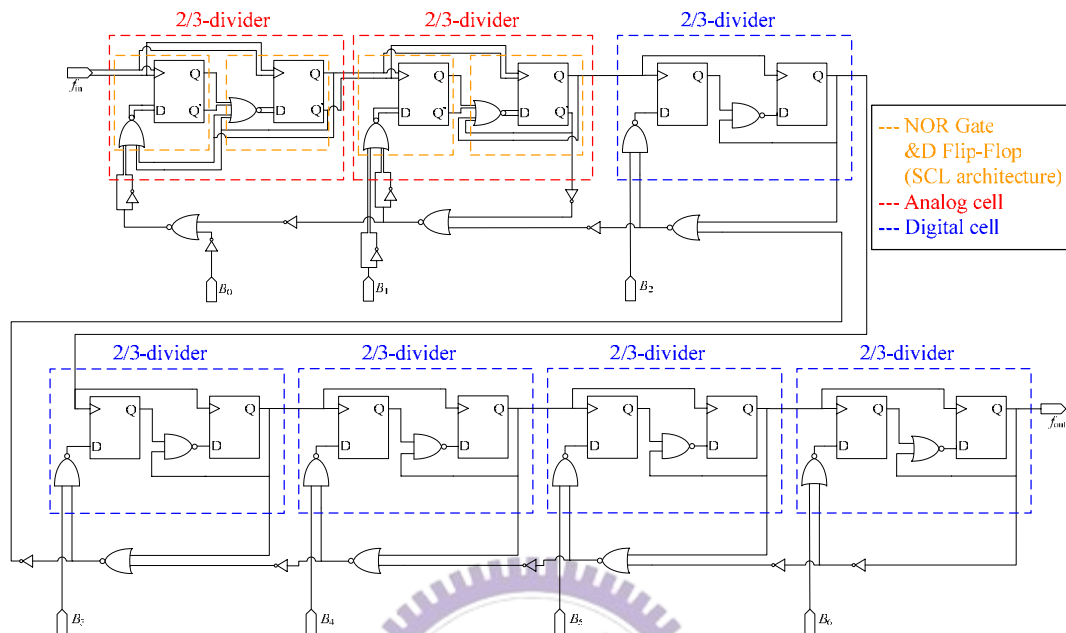 2/3-divider 2/3-divider 2/3-divider
f_in
Q Q Q Q Q Q
D Q' D Q' D Q' D Q' D D
NOR Gate
&D Flip-Flop
(SCL architecture)
Analog cell
Digital cell
B_0 B_1 B_2
2/3-divider 2/3-divider 2/3-divider 2/3-divider
Q Q Q Q Q Q Q Q
f_out
D D D D D D D D
B_3 B_4 B_5 B_6